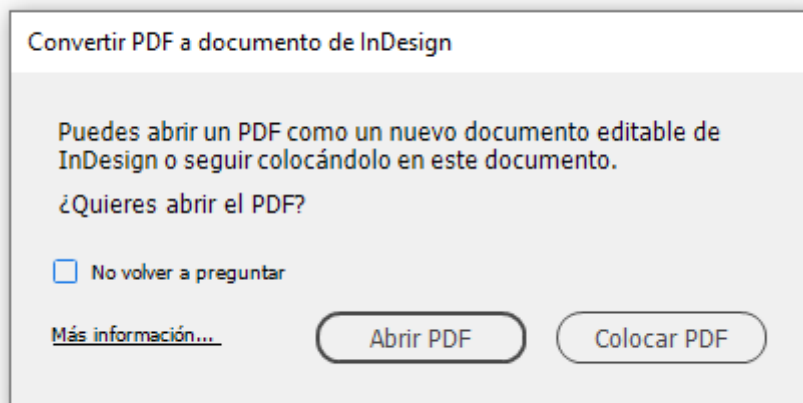 Convertir PDF a documento de InDesign
Puedes abrir un PDF como un nuevo documento editable de
InDesign o seguir colocándolo en este documento.
¿Quieres abrir el PDF?
No volver a preguntar
Más información...
Abrir PDF
Colocar PDF